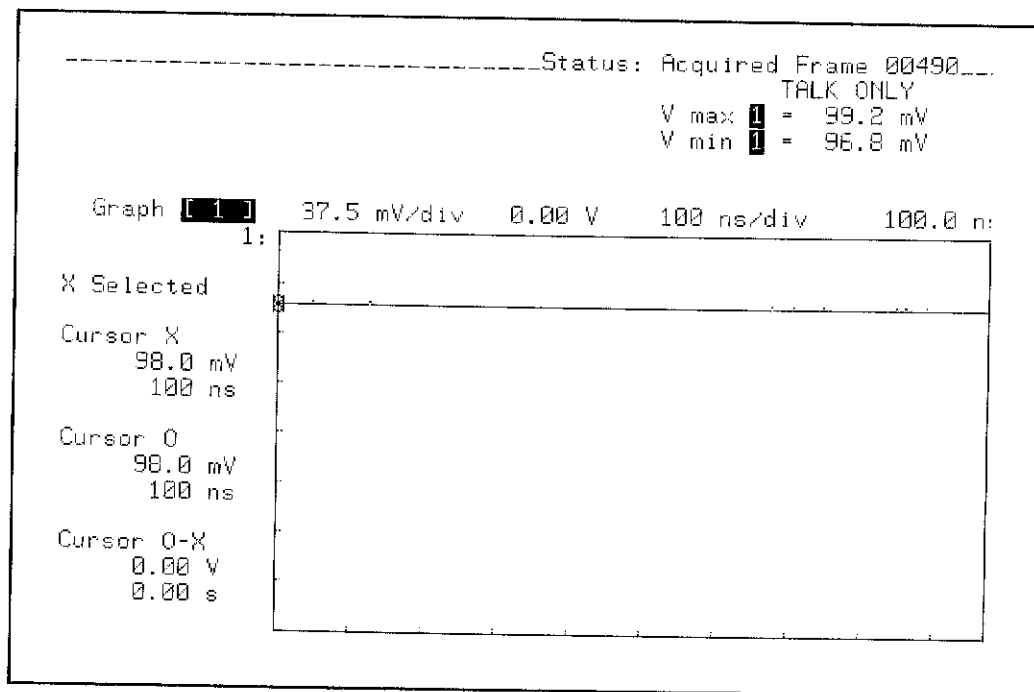 Status: Acquired Frame 00490
TALK ONLY
V max 1 = 99.2 mV
V min 1 = 96.8 mV
Graph [ 1 ] 37.5 mV/div 0.00 V 100 ns/div 100.0 n
1:
X Selected
Cursor X
98.0 mV
100 ns
Cursor O
98.0 mV
100 ns
Cursor O-X
0.00 V
0.00 s